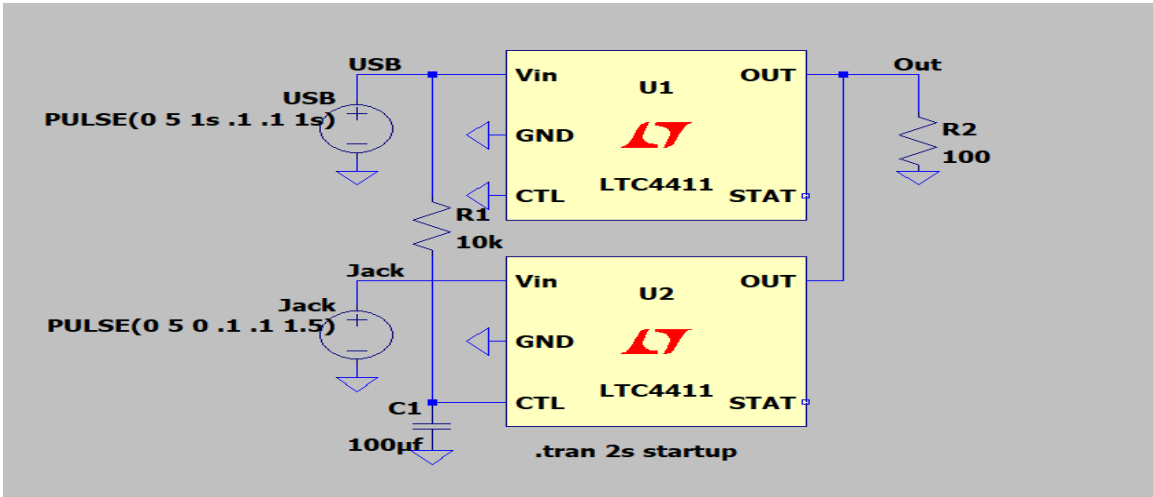 USB
USB
PULSE(0 5 1s .1 .1 1s)
Vin
OUT
U1
GND
LTC4411
CTL
STAT
Out
R2
100
R1
10k
Jack
Jack
PULSE(0 5 0 .1 .1 1.5)
Vin
OUT
U2
GND
LTC4411
CTL
STAT
C1
100µf
.tran 2s startup